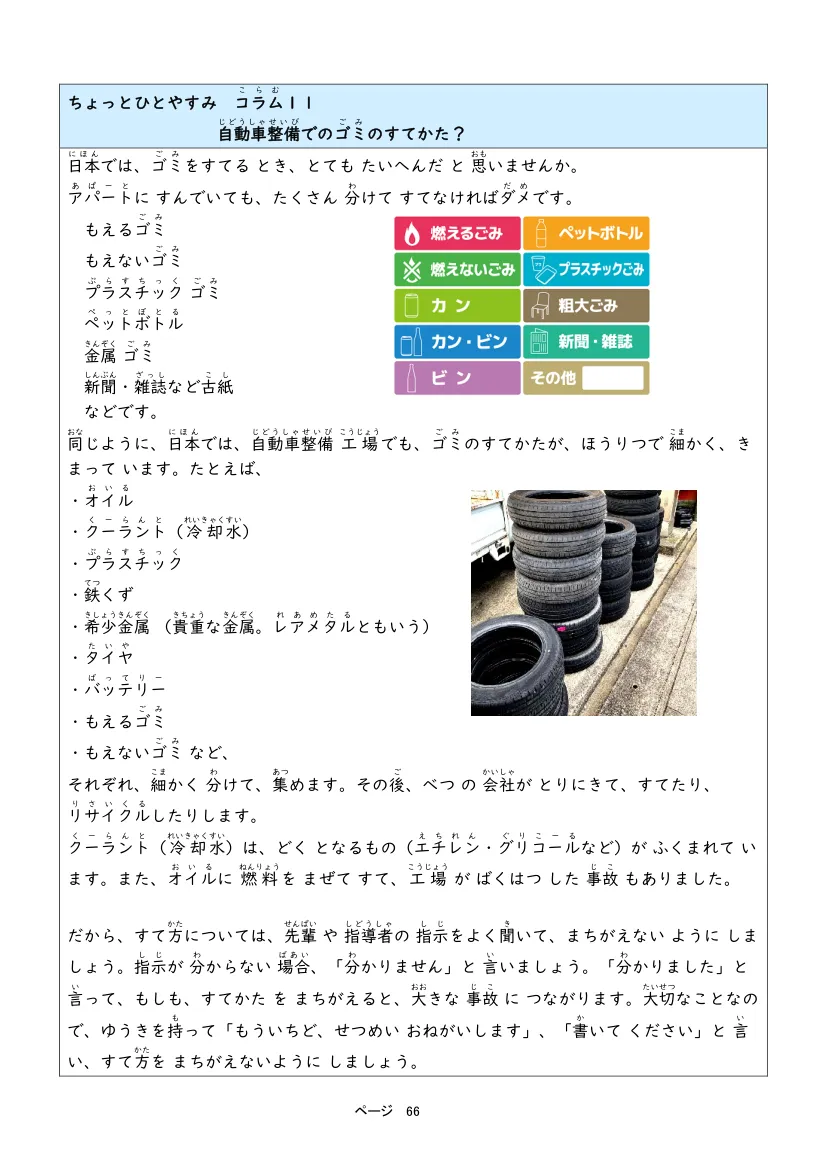 ちょっとひとやすみ　コラム１１
自動車整備でのゴミのすてかた？
日本では、ゴミをすてる とき、とても たいへんだ と 思いませんか。
アパートに すんでいても、たくさん 分けて すてなければダメです。
もえるゴミ
もえないゴミ
プラスチック ゴミ
ペットボトル
金属 ゴミ
新聞・雑誌など古紙
などです。
燃えるごみ
ペットボトル
燃えないごみ
プラスチックごみ
カン
粗大ごみ
カン・ビン
新聞・雑誌
ビン
その他
同じように、日本では、自動車整備 工場でも、ゴミのすてかたが、ほうりつで 細かく、き
まって います。たとえば、
・オイル
・クーラント（冷却水）
・プラスチック
・鉄くず
・希少金属 （貴重な金属。レアメタルともいう）
・タイヤ
・バッテリー
・もえるゴミ
・もえないゴミ など、
それぞれ、細かく 分けて、集めます。その後、べつ の 会社が とりにきて、すてたり、
リサイクルしたりします。
クーラント（冷却水）は、どく となるもの（エチレン・グリコールなど）が ふくまれて い
ます。また、オイルに 燃料を まぜて すて、工場 が ばくはつ した 事故 もありました。
だから、すて方については、先輩 や 指導者の 指示をよく聞いて、まちがえない ように しま
しょう。指示が 分からない 場合、「分かりません」と 言いましょう。「分かりました」と
言って、もしも、すてかた を まちがえると、大きな 事故 に つながります。大切なことなの
で、ゆうきを持って「もういちど、せつめい おねがいします」、「書いて ください」と 言
い、すて方を まちがえないように しましょう。
ページ　66